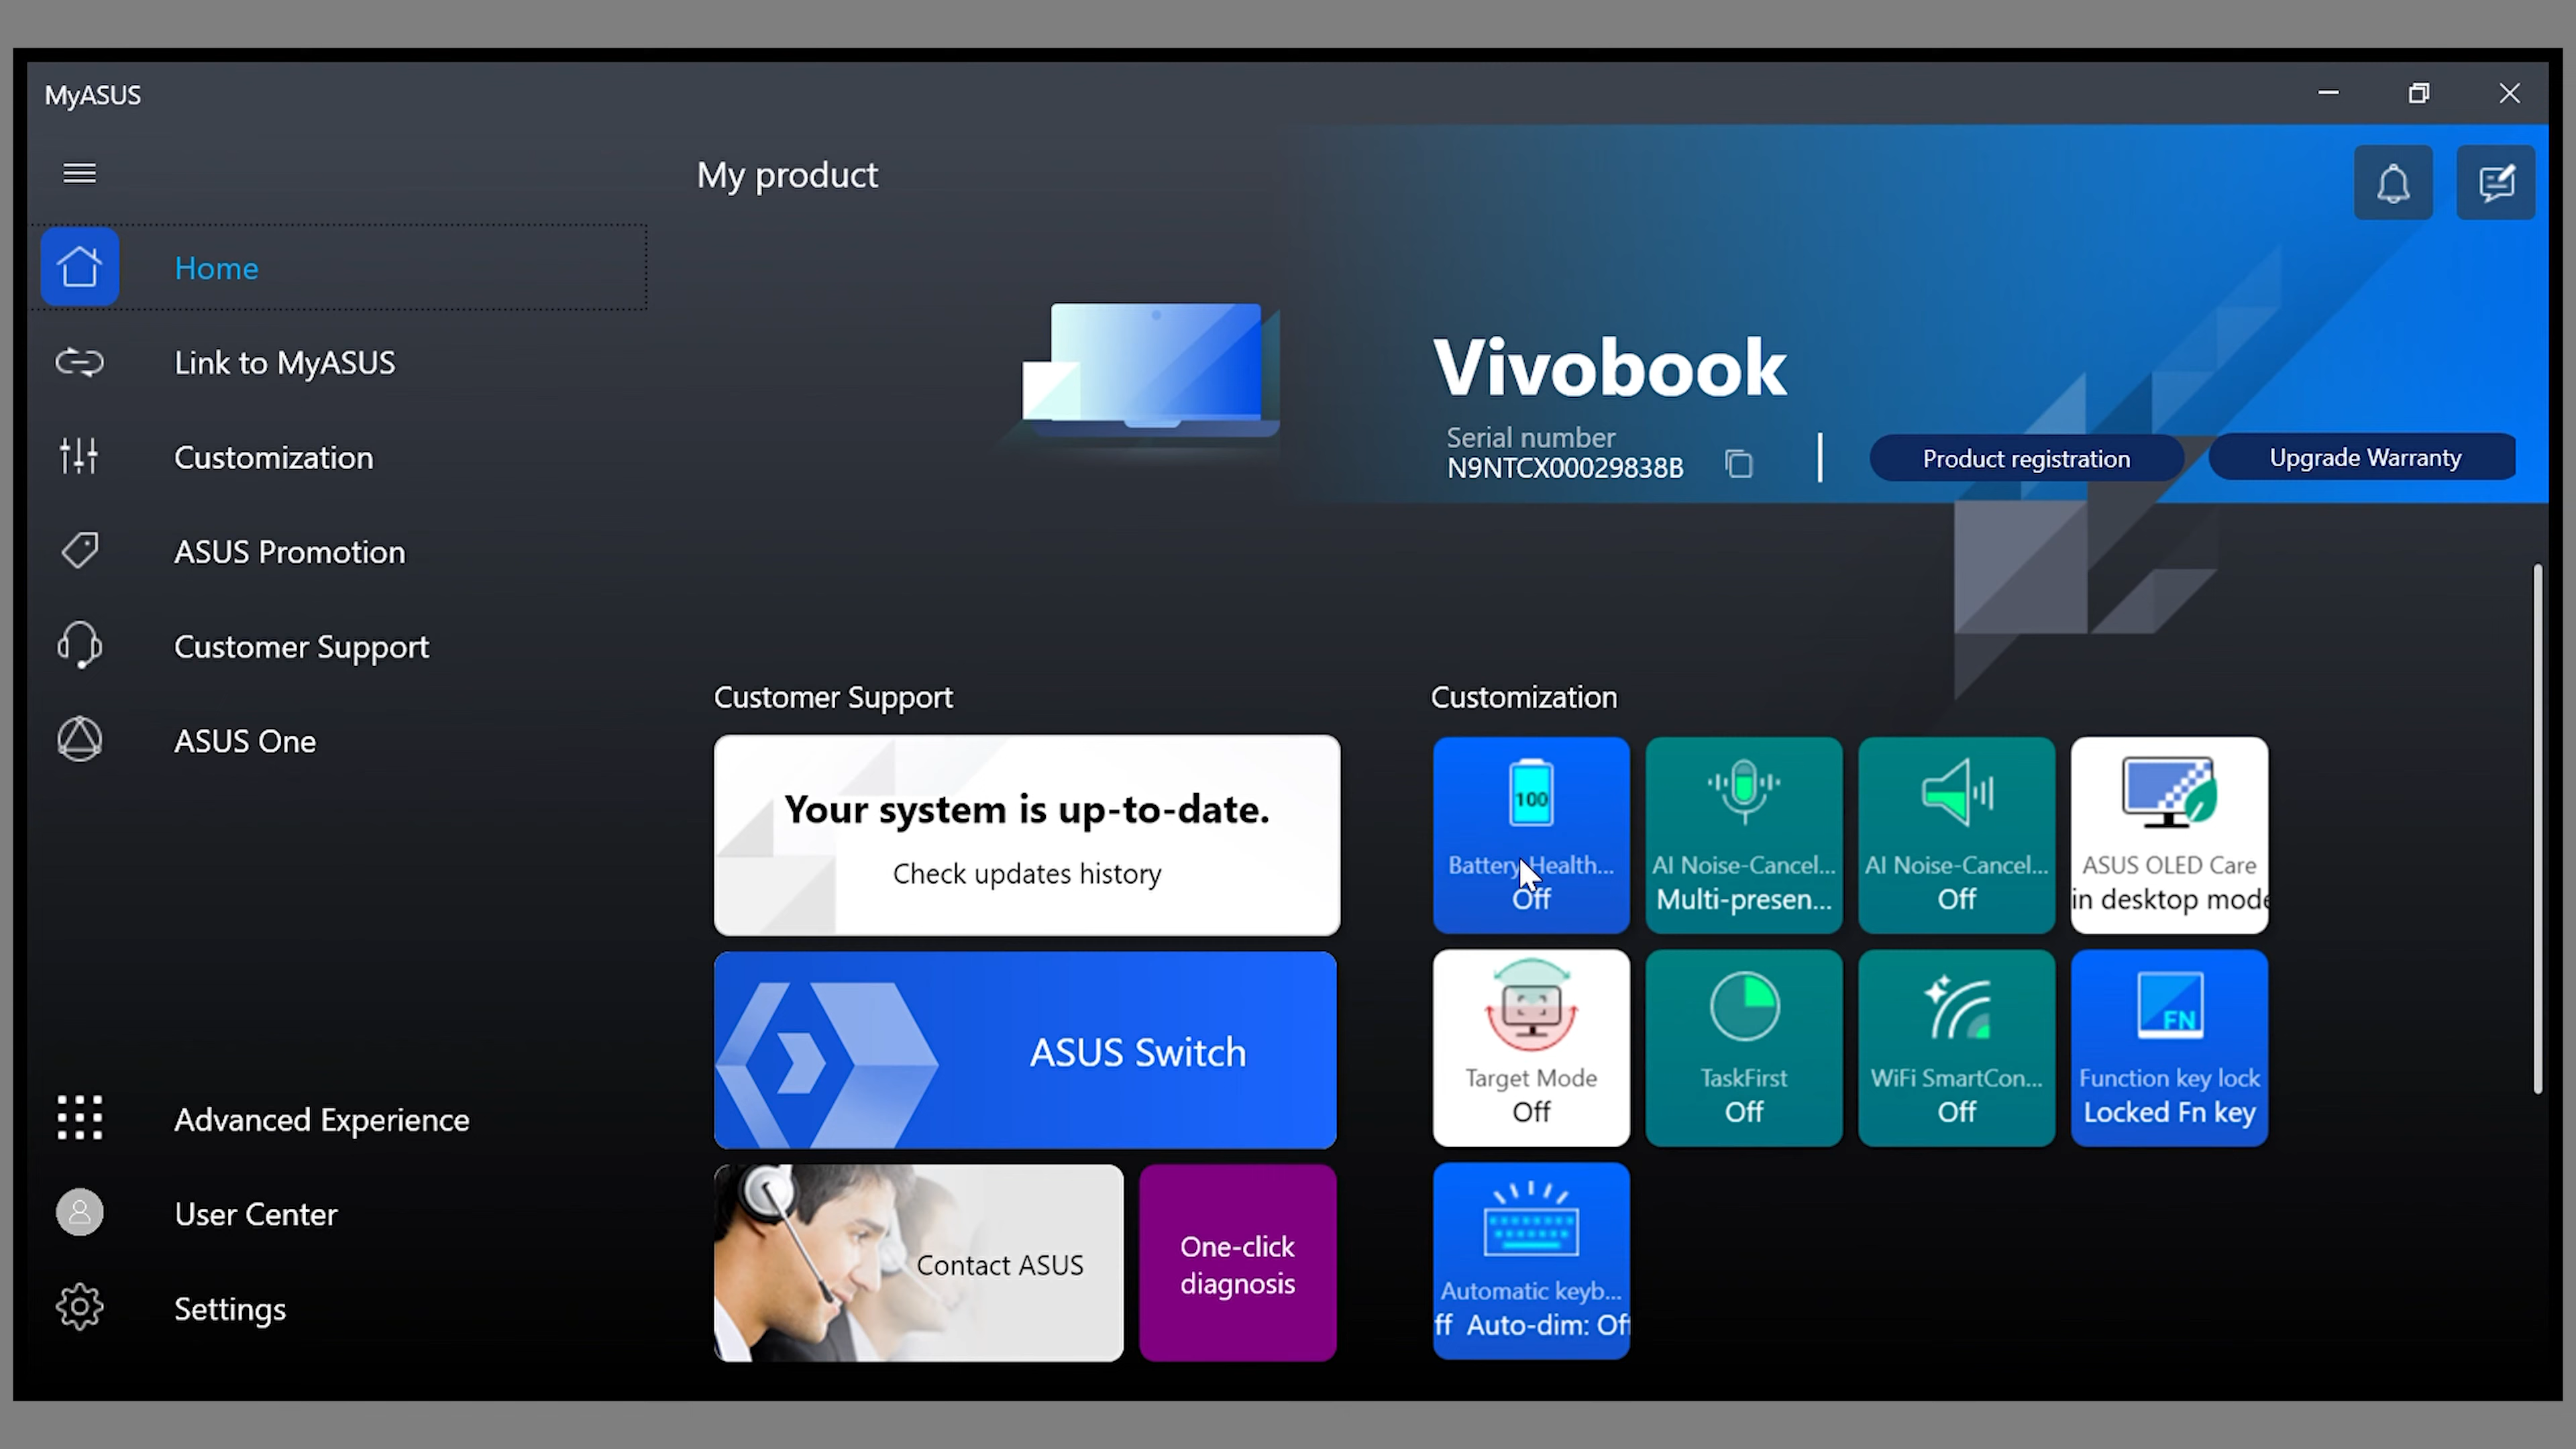 MyASUS
My product
Home
Link to MyASUS
Customization
ASUS Promotion
Customer Support
ASUS One
Advanced Experience
User Center
Settings
Vivobook
Serial number
N9NTCX00029838B
Product registration
Upgrade Warranty
Customer Support
Your system is up-to-date.
Check updates history
ASUS Switch
Contact ASUS
One-click
diagnosis
Customization
100
Battery Health...
Off
AI Noise-Cancel...
Multi-presen...
AI Noise-Cancel...
Off
ASUS OLED Care
in desktop mode
Target Mode
Off
TaskFirst
Off
WiFi SmartCon...
Off
FN
Function key lock
Locked Fn key
Automatic keyb...
ff Auto-dim: Off